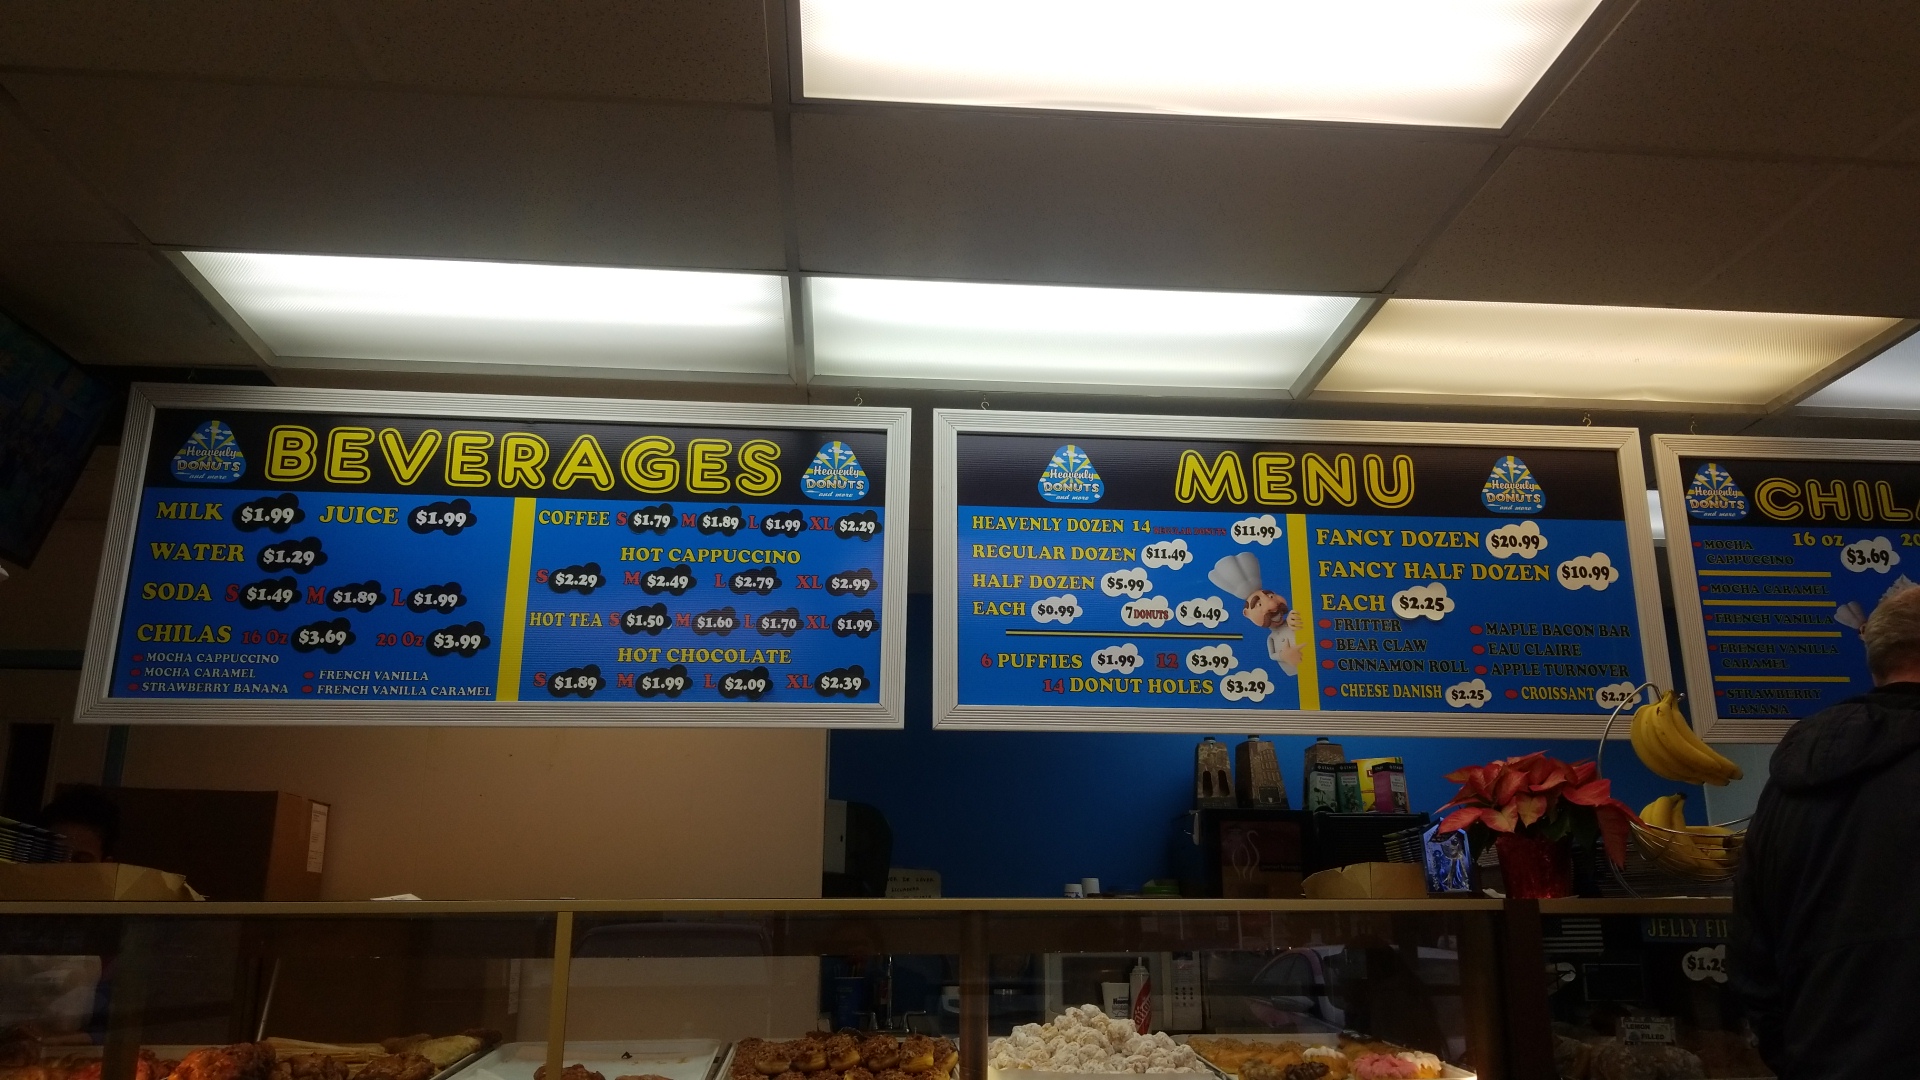 Heavenly DONUTS and more
BEVERAGES
Heavenly DONUTS and more
MILK $1.99 JUICE $1.99
WATER $1.29
SODA S $1.49 M $1.89 L $1.99
CHILAS 16 Oz $3.69 20 Oz $3.99
MOCHA CAPPUCCINO
MOCHA CARAMEL
STRAWBERRY BANANA
FRENCH VANILLA
FRENCH VANILLA CARAMEL
COFFEE S $1.79 M $1.89 L $1.99 XL $2.29
HOT CAPPUCCINO
S $2.29 M $2.49 L $2.79 XL $2.99
HOT TEA S $1.50 M $1.60 L $1.70 XL $1.99
HOT CHOCOLATE
S $1.89 M $1.99 L $2.09 XL $2.39
Heavenly DONUTS and more
MENU
Heavenly DONUTS and more
HEAVENLY DOZEN 14 REGULAR DONUTS $11.99
REGULAR DOZEN $11.49
HALF DOZEN $5.99
EACH $0.99 7 DONUTS $ 6.49
6 PUFFIES $1.99 12 $3.99
14 DONUT HOLES $3.29
FANCY DOZEN $20.99
FANCY HALF DOZEN $10.99
EACH $2.25
FRITTER
BEAR CLAW
CINNAMON ROLL
MAPLE BACON BAR
EAU CLAIRE
APPLE TURNOVER
CHEESE DANISH $2.25 CROISSANT $2.25
Heavenly DONUTS and more
CHILA
16 oz 20
MOCHA CAPPUCCINO $3.69
MOCHA CARAMEL
FRENCH VANILLA
FRENCH VANILLA CARAMEL
STRAWBERRY BANANA
JELLY FI
$1.25